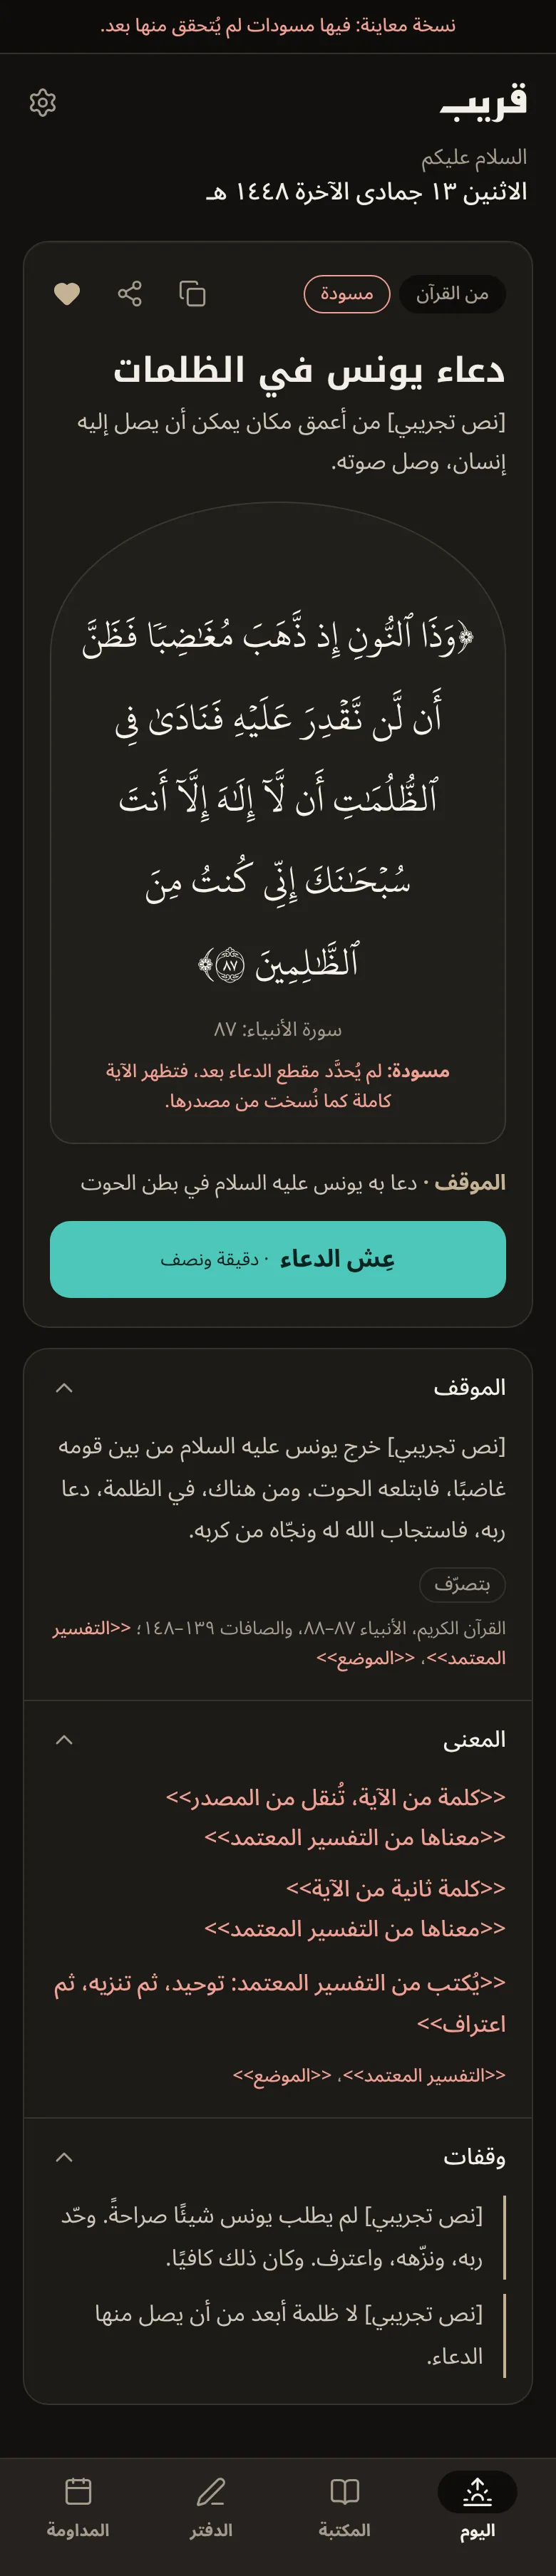 نسخة معاينة: فيها مسودات لم يُتحقق منها بعد.
قريب
السلام عليكم
الاثنين ١٣ جمادى الآخرة ١٤٤٨ هـ
من القرآن
مسودة
دعاء يونس في الظلمات
[نص تجريبي] من أعمق مكان يمكن أن يصل إليه
إنسان، وصل صوته.
﴿وَذَا ٱلنُّونِ إِذ ذَّهَبَ مُغَـٰضِبًۭا فَظَنَّ
أَن لَّن نَّقْدِرَ عَلَيْهِ فَنَادَىٰ فِى
ٱلظُّلُمَـٰتِ أَن لَّآ إِلَـٰهَ إِلَّآ أَنتَ
سُبْحَـٰنَكَ إِنِّى كُنتُ مِنَ
ٱلظَّـٰلِمِينَ ٨٧﴾
سورة الأنبياء: ٨٧
مسودة: لم يُحدَّد مقطع الدعاء بعد، فتظهر الآية
كاملة كما نُسخت من مصدرها.
الموقف · دعا به يونس عليه السلام في بطن الحوت
عِش الدعاء · دقيقة ونصف
الموقف
[نص تجريبي] خرج يونس عليه السلام من بين قومه
غاضبًا، فابتلعه الحوت. ومن هناك، في الظلمة، دعا
ربه، فاستجاب الله له ونجّاه من كربه.
بتصرّف
القرآن الكريم، الأنبياء ٨٧–٨٨، والصافات ١٣٩–١٤٨؛ <<التفسير
المعتمد>>، <<الموضع>>
المعنى
<<كلمة من الآية، تُنقل من المصدر>>
<<معناها من التفسير المعتمد>>
<<كلمة ثانية من الآية>>
<<معناها من التفسير المعتمد>>
<<يُكتب من التفسير المعتمد: توحيد، ثم تنزيه، ثم
اعتراف>>
<<التفسير المعتمد>>، <<الموضع>>
وقفات
[نص تجريبي] لم يطلب يونس شيئًا صراحةً. وحّد
ربه، ونزّهه، واعترف. وكان ذلك كافيًا.
[نص تجريبي] لا ظلمة أبعد من أن يصل منها
الدعاء.
اليوم
المكتبة
الدفتر
المداومة